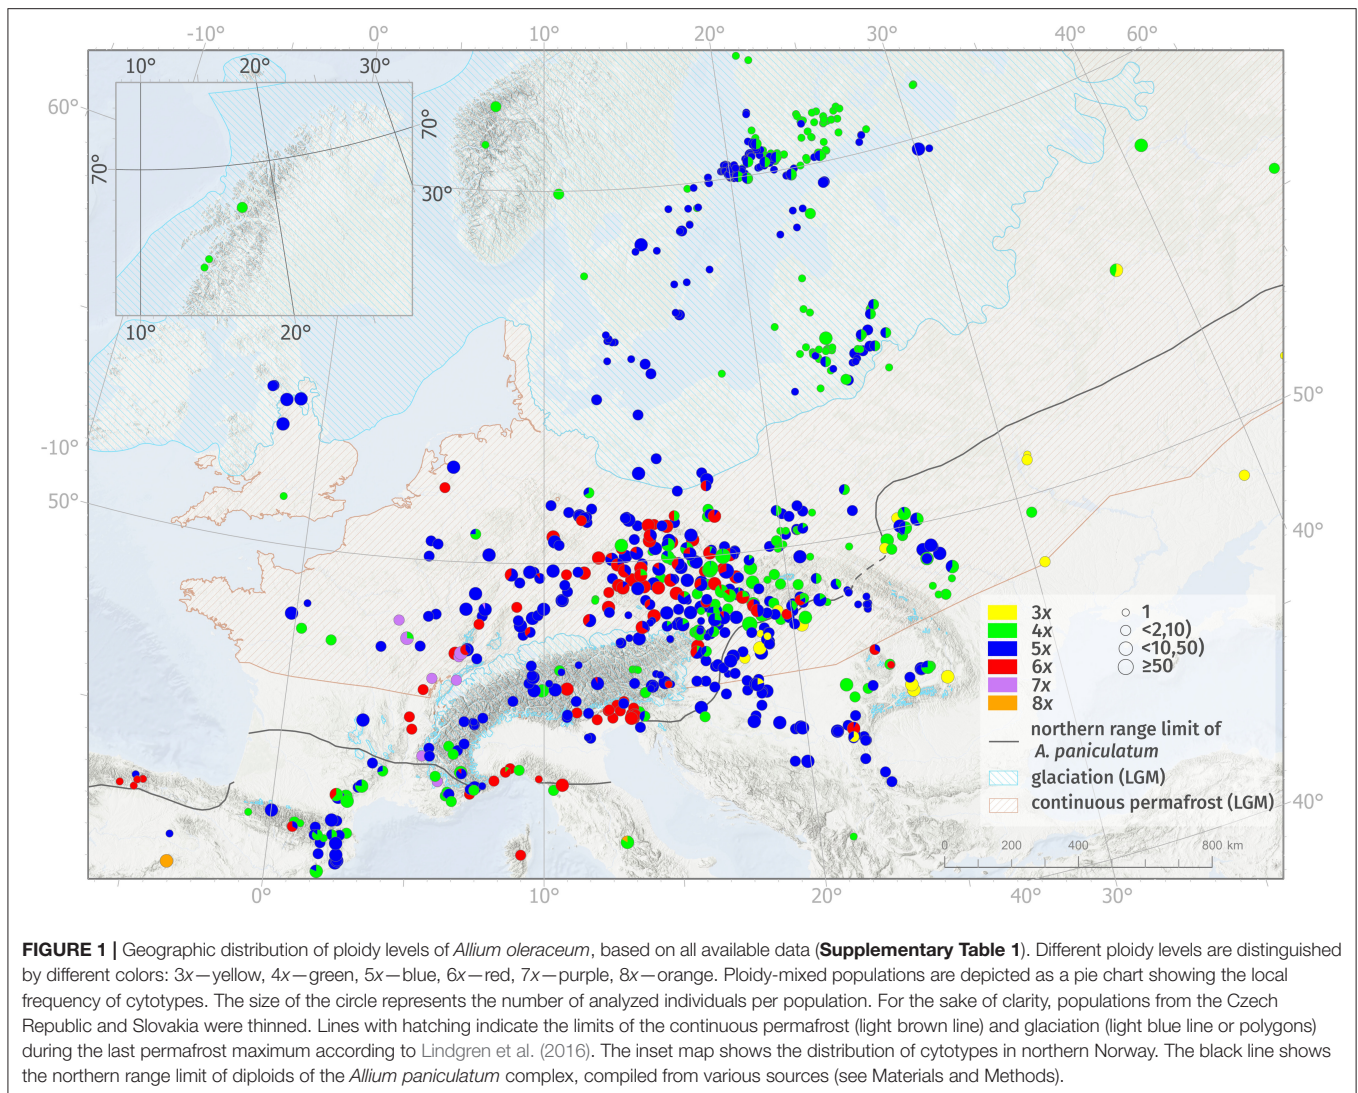 -10° 0° 10° 20° 30° 40° 60°
10° 20° 30°
60°
70°
70°
30°
10° 20°
50°
-10°
50°
40°
3x 1
4x <2,10)
5x <10,50)
6x ≥50
7x
8x
northern range limit of
A. paniculatum
glaciation (LGM)
continuous permafrost (LGM)
40°
0 200 400 800 km
0° 10° 20° 40° 30°
FIGURE 1 | Geographic distribution of ploidy levels of Allium oleraceum, based on all available data (Supplementary Table 1). Different ploidy levels are distinguished
by different colors: 3x—yellow, 4x—green, 5x—blue, 6x—red, 7x—purple, 8x—orange. Ploidy-mixed populations are depicted as a pie chart showing the local
frequency of cytotypes. The size of the circle represents the number of analyzed individuals per population. For the sake of clarity, populations from the Czech
Republic and Slovakia were thinned. Lines with hatching indicate the limits of the continuous permafrost (light brown line) and glaciation (light blue line or polygons)
during the last permafrost maximum according to Lindgren et al. (2016). The inset map shows the distribution of cytotypes in northern Norway. The black line shows
the northern range limit of diploids of the Allium paniculatum complex, compiled from various sources (see Materials and Methods).